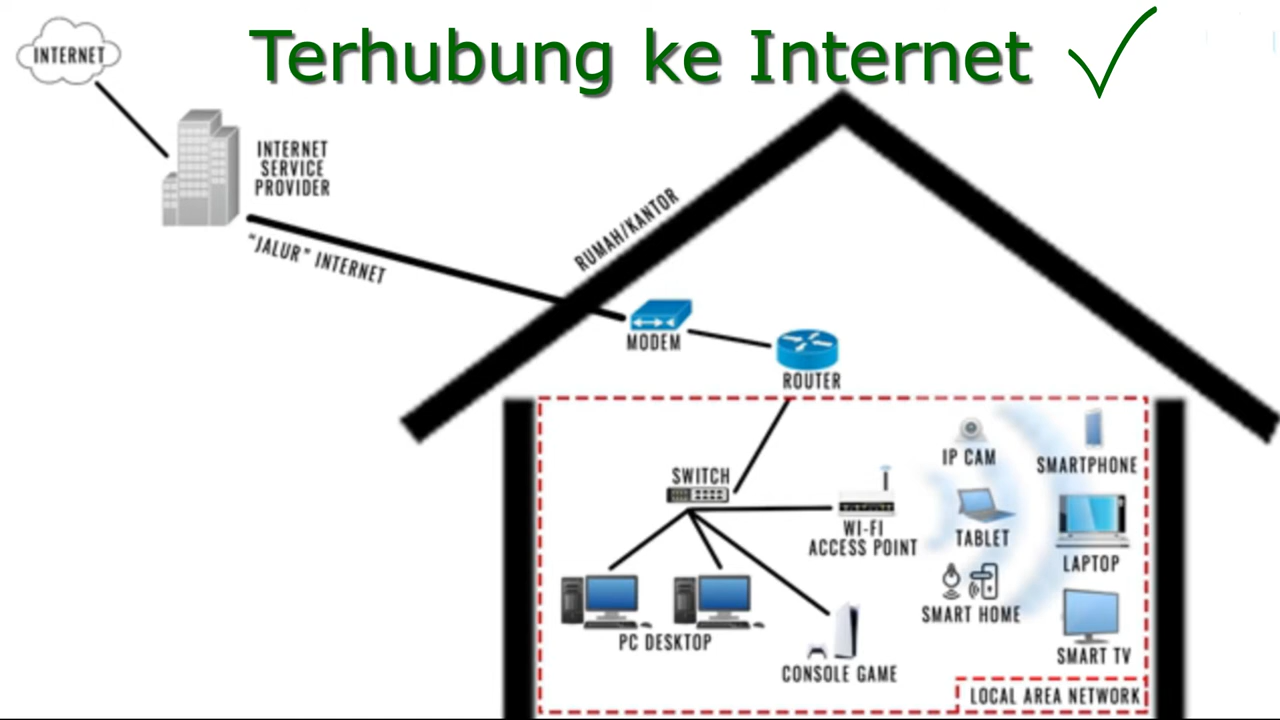 Terhubung ke Internet
INTERNET
INTERNET
SERVICE
PROVIDER
"JALUR" INTERNET
RUMAH/KANTOR
MODEM
ROUTER
SWITCH
WI-FI
ACCESS POINT
IP CAM
SMARTPHONE
TABLET
LAPTOP
SMART HOME
SMART TV
PC DESKTOP
CONSOLE GAME
LOCAL AREA NETWORK